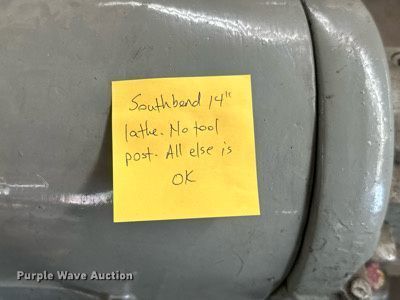 Southbend 14"
lathe. No tool
post. All else is
OK
Purple Wave Auction